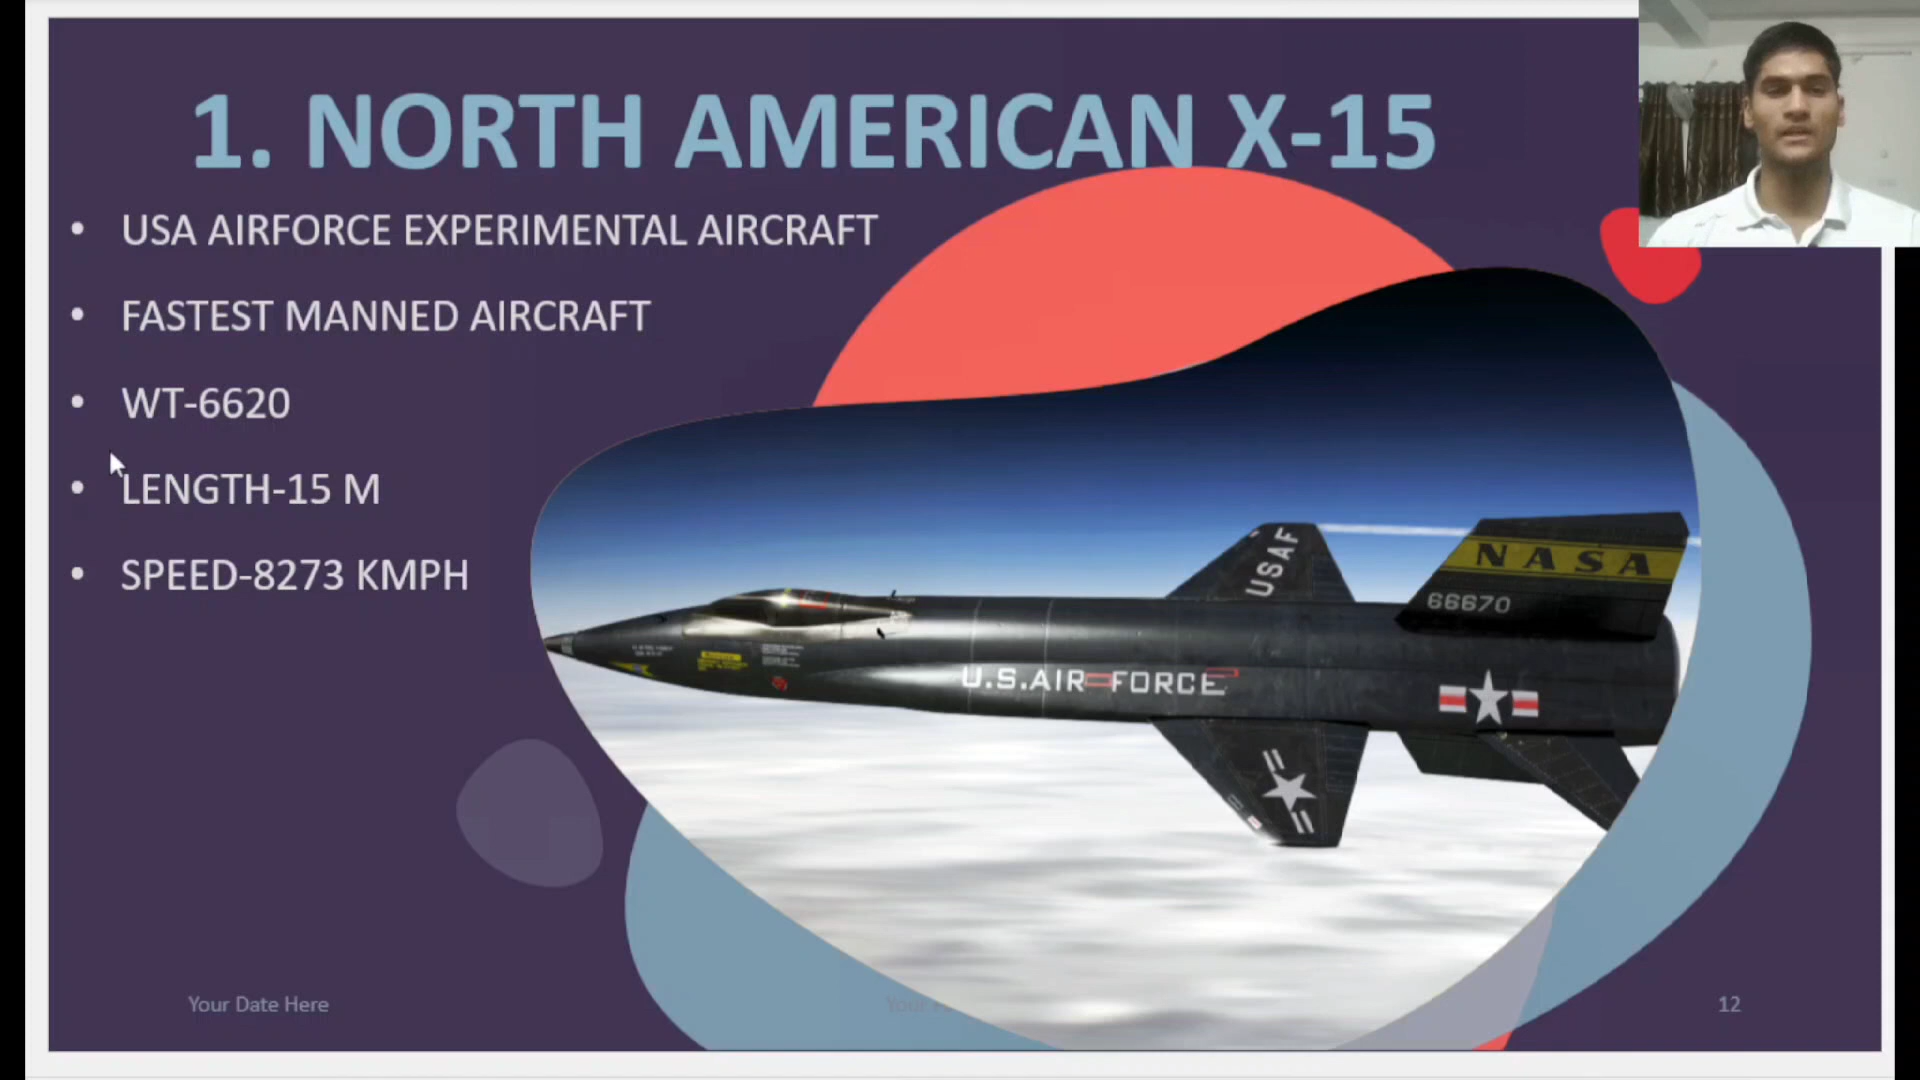 1. NORTH AMERICAN X-15
• USA AIRFORCE EXPERIMENTAL AIRCRAFT
• FASTEST MANNED AIRCRAFT
• WT-6620
• LENGTH-15 M
• SPEED-8273 KMPH
USAF
NASA
66670
U.S.AIR FORCE
Your Date Here
Your
12